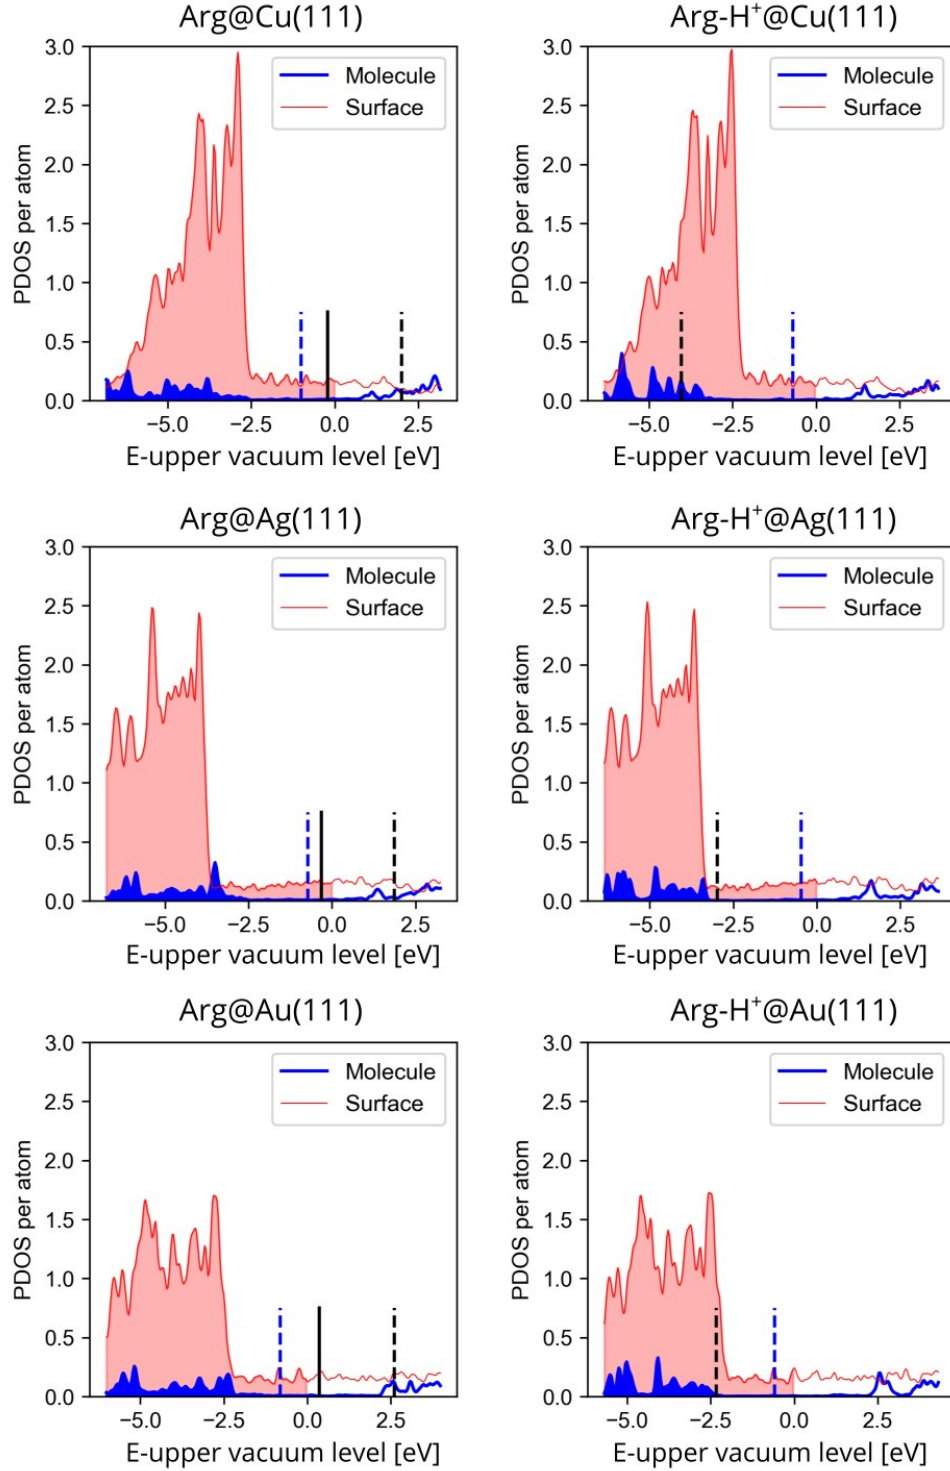 Arg@Cu(111)
3.0
2.5
2.0
1.5
1.0
0.5
0.0
PDOS per atom
Molecule
Surface
−5.0 −2.5 0.0 2.5
E-upper vacuum level [eV]
Arg-H⁺@Cu(111)
3.0
2.5
2.0
1.5
1.0
0.5
0.0
PDOS per atom
Molecule
Surface
−5.0 −2.5 0.0 2.5
E-upper vacuum level [eV]
Arg@Ag(111)
3.0
2.5
2.0
1.5
1.0
0.5
0.0
PDOS per atom
Molecule
Surface
−5.0 −2.5 0.0 2.5
E-upper vacuum level [eV]
Arg-H⁺@Ag(111)
3.0
2.5
2.0
1.5
1.0
0.5
0.0
PDOS per atom
Molecule
Surface
−5.0 −2.5 0.0 2.5
E-upper vacuum level [eV]
Arg@Au(111)
3.0
2.5
2.0
1.5
1.0
0.5
0.0
PDOS per atom
Molecule
Surface
−5.0 −2.5 0.0 2.5
E-upper vacuum level [eV]
Arg-H⁺@Au(111)
3.0
2.5
2.0
1.5
1.0
0.5
0.0
PDOS per atom
Molecule
Surface
−5.0 −2.5 0.0 2.5
E-upper vacuum level [eV]